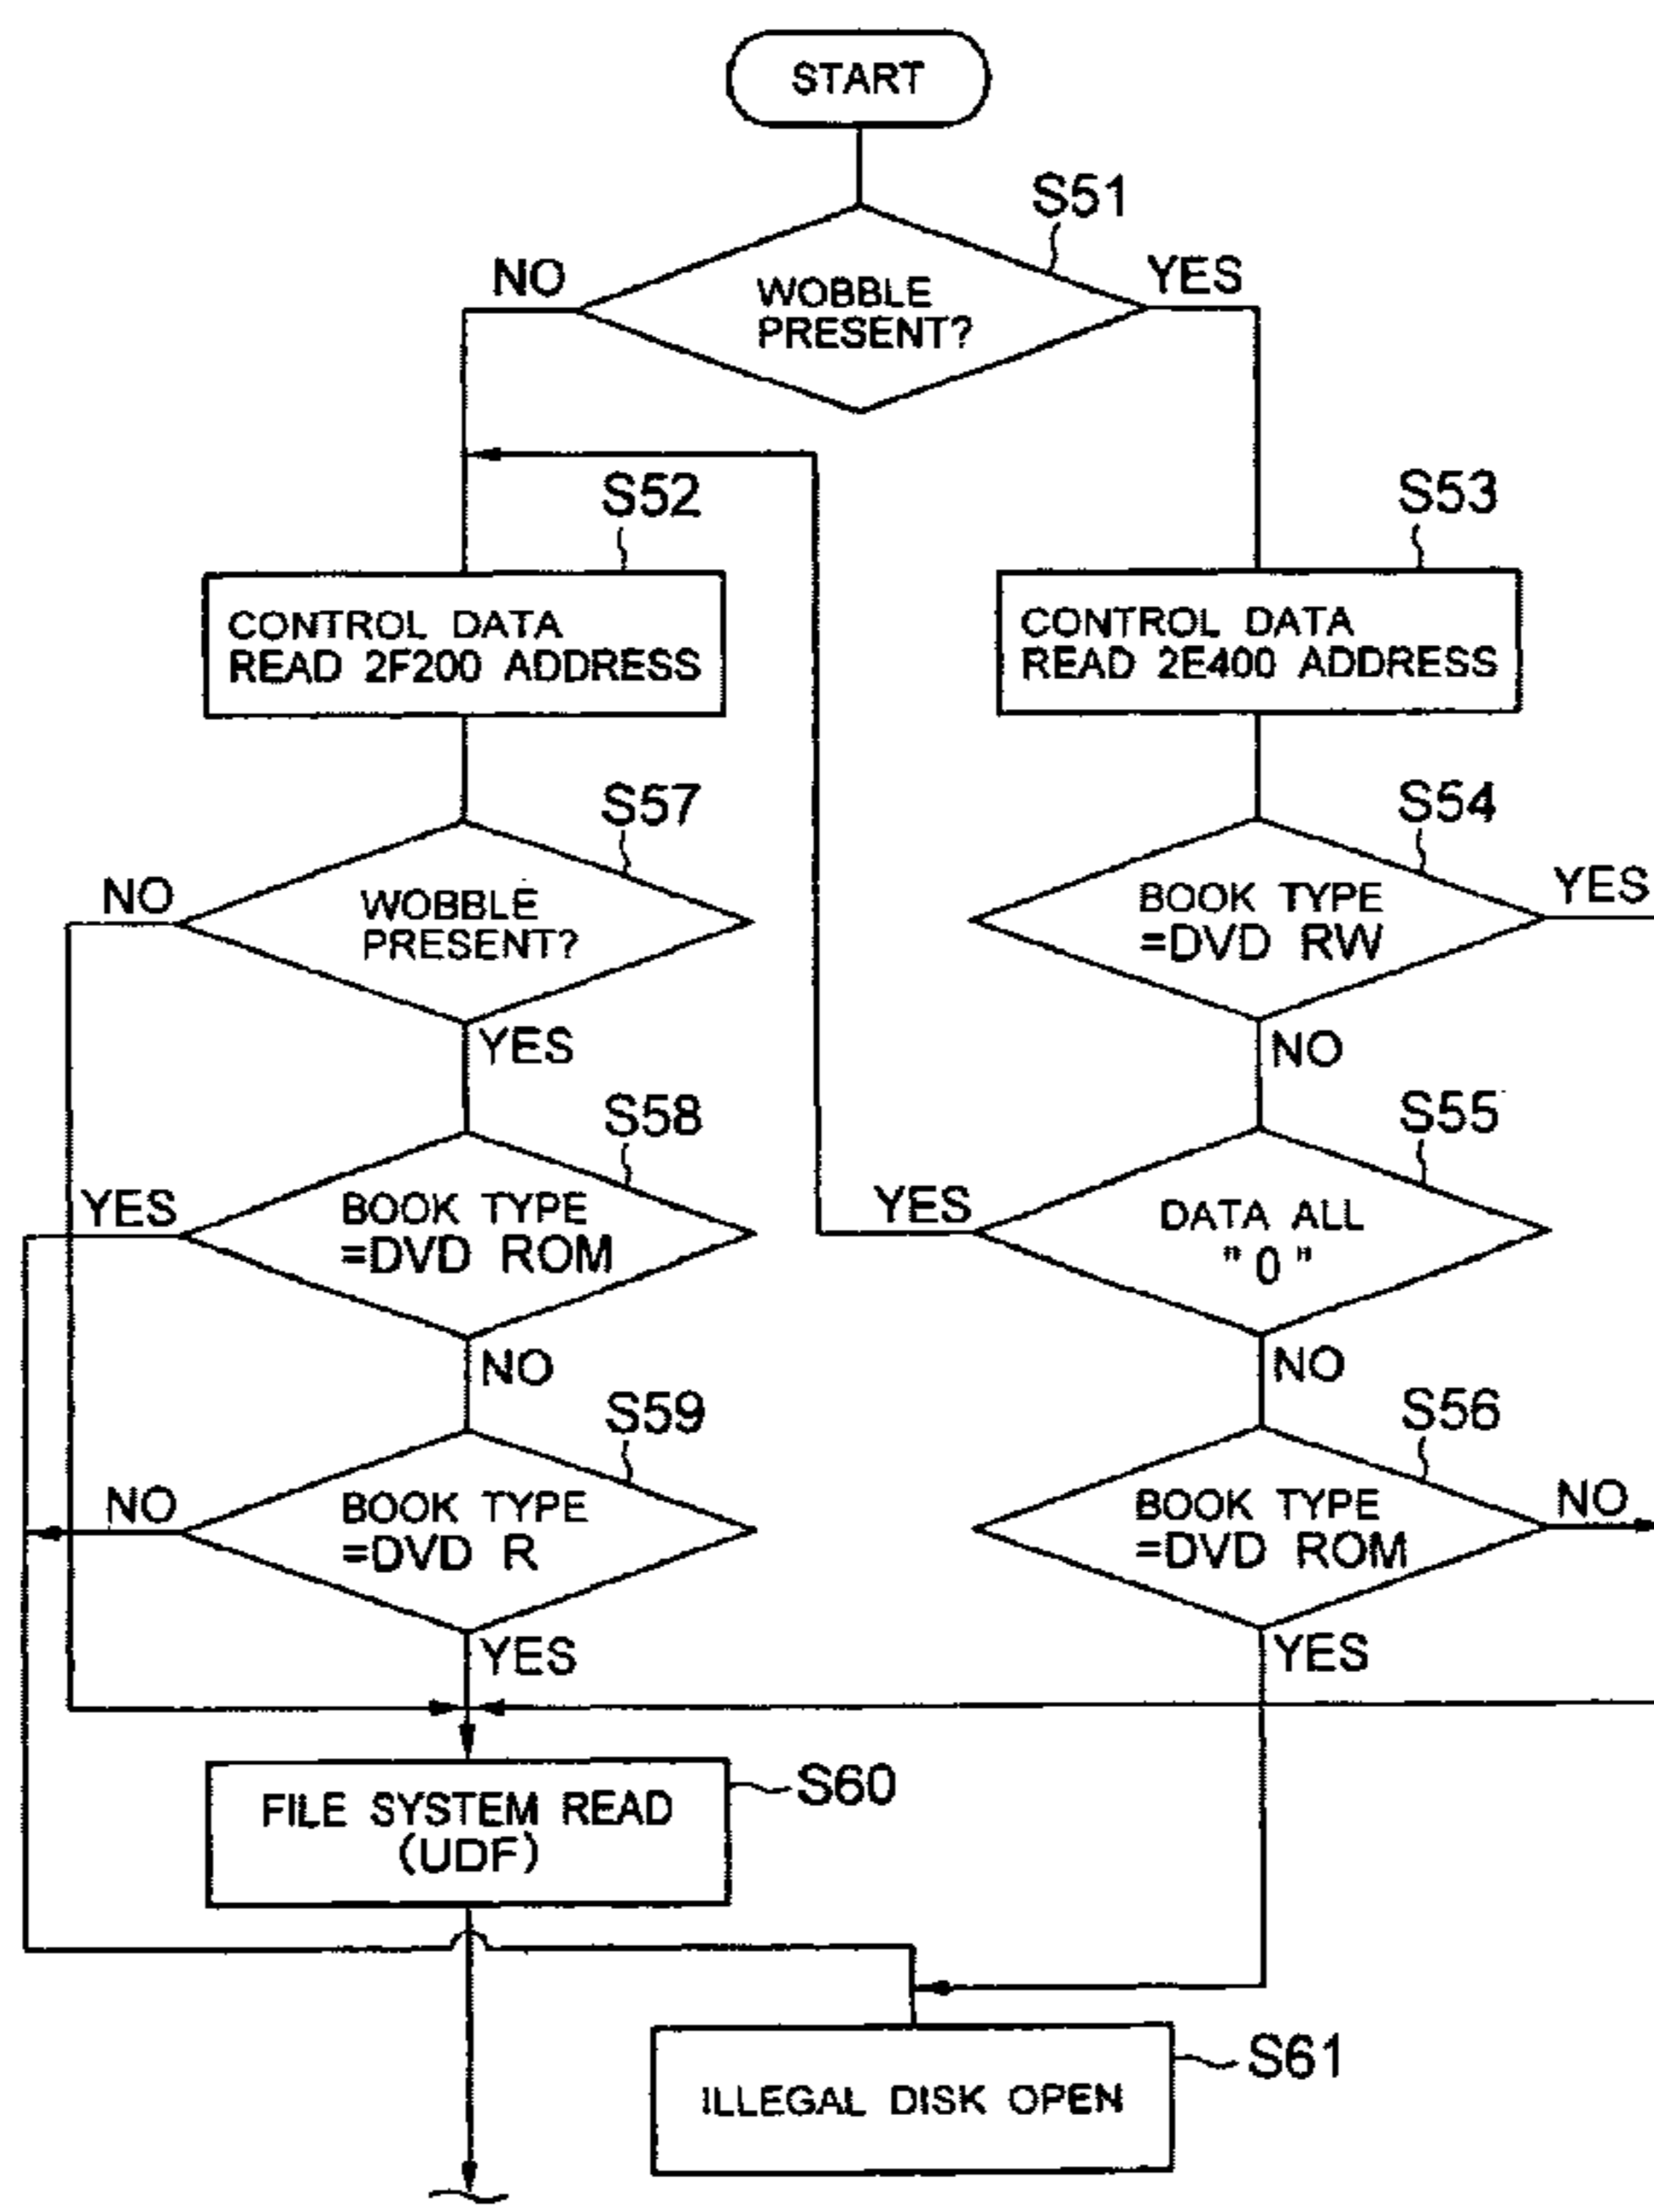 START
S51
NO
YES
WOBBLE
PRESENT?
S52
S53
CONTROL DATA
READ 2F200 ADDRESS
CONTROL DATA
READ 2E400 ADDRESS
S57
S54
NO
WOBBLE
PRESENT?
YES
BOOK TYPE
=DVD RW
YES
NO
S58
S55
YES
BOOK TYPE
=DVD ROM
YES
DATA ALL
"0"
NO
NO
S59
S56
NO
BOOK TYPE
=DVD R
BOOK TYPE
=DVD ROM
NO
YES
YES
FILE SYSTEM READ
(UDF)
S60
ILLEGAL DISK OPEN
S61